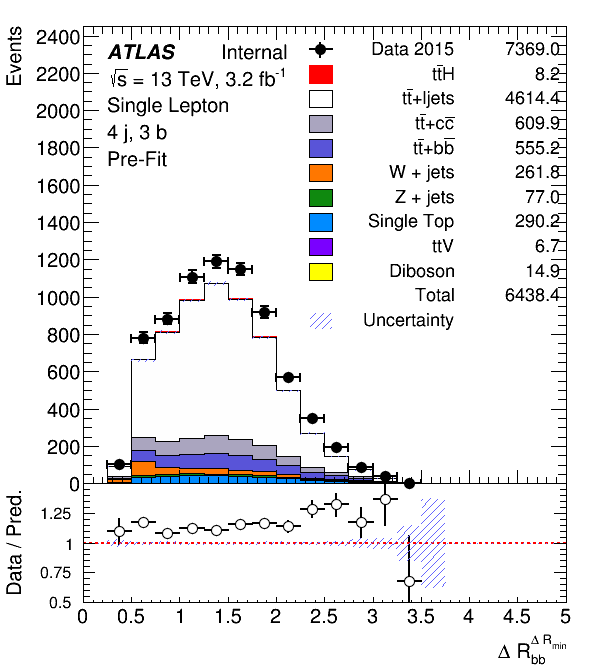 Events
2400
2200
2000
1800
1600
1400
1200
1000
800
600
400
200
0
ATLAS Internal
√s = 13 TeV, 3.2 fb⁻¹
Single Lepton
4 j, 3 b
Pre-Fit
Data 2015 7369.0
tt̄H 8.2
tt̄+ljets 4614.4
tt̄+cc̄ 609.9
tt̄+bb̄ 555.2
W + jets 261.8
Z + jets 77.0
Single Top 290.2
ttV 6.7
Diboson 14.9
Total 6438.4
Uncertainty
Data / Pred.
1.25
1
0.75
0.5
0 0.5 1 1.5 2 2.5 3 3.5 4 4.5 5
Δ R_bb^Δ R_min